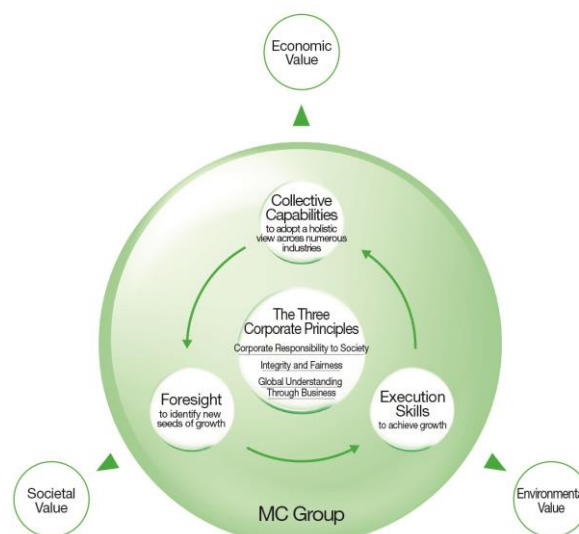 Economic
Value
Collective
Capabilities
to adopt a holistic
view across numerous
industries
The Three
Corporate Principles
Corporate Responsibility to Society
Integrity and Fairness
Global Understanding
Through Business
Foresight
to identify new
seeds of growth
Execution
Skills
to achieve growth
Societal
Value
Environmental
Value
MC Group